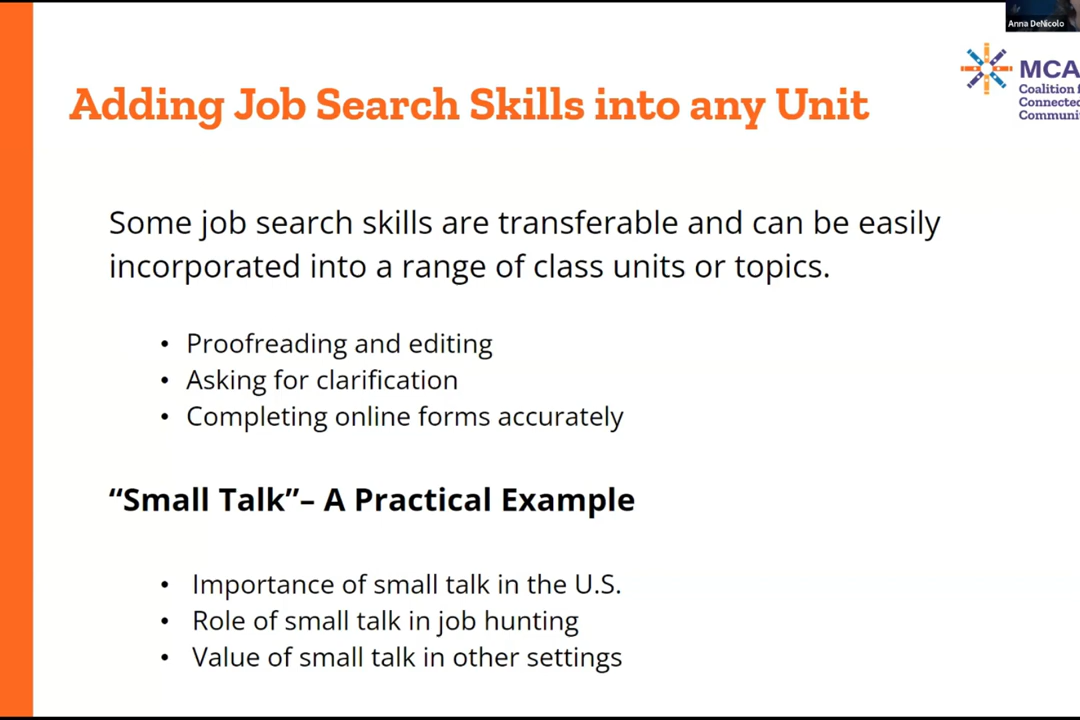 Anna DeNicolo
MCA
Coalition f
Connected
Communi
Adding Job Search Skills into any Unit
Some job search skills are transferable and can be easily
incorporated into a range of class units or topics.
• Proofreading and editing
• Asking for clarification
• Completing online forms accurately
“Small Talk”– A Practical Example
• Importance of small talk in the U.S.
• Role of small talk in job hunting
• Value of small talk in other settings